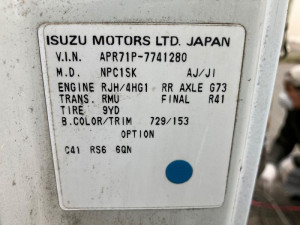 ISUZU MOTORS LTD. JAPAN
V.I.N. APR71P-7741280
M.D. NPC1SK AJ/JI
ENGINE RJH/4HG1 RR AXLE G73
TRANS. RMU FINAL R41
TIRE 9YD
B.COLOR/TRIM 729/153
OPTION
C41 RS6 6QN